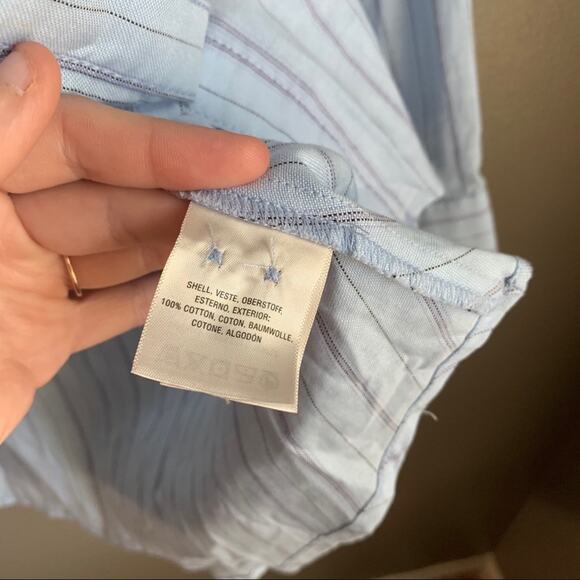 SHELL, VESTE, OBERSTOFF,
ESTERNO, EXTERIOR:
100% COTTON, COTON, BAUMWOLLE,
COTONE, ALGODÓN